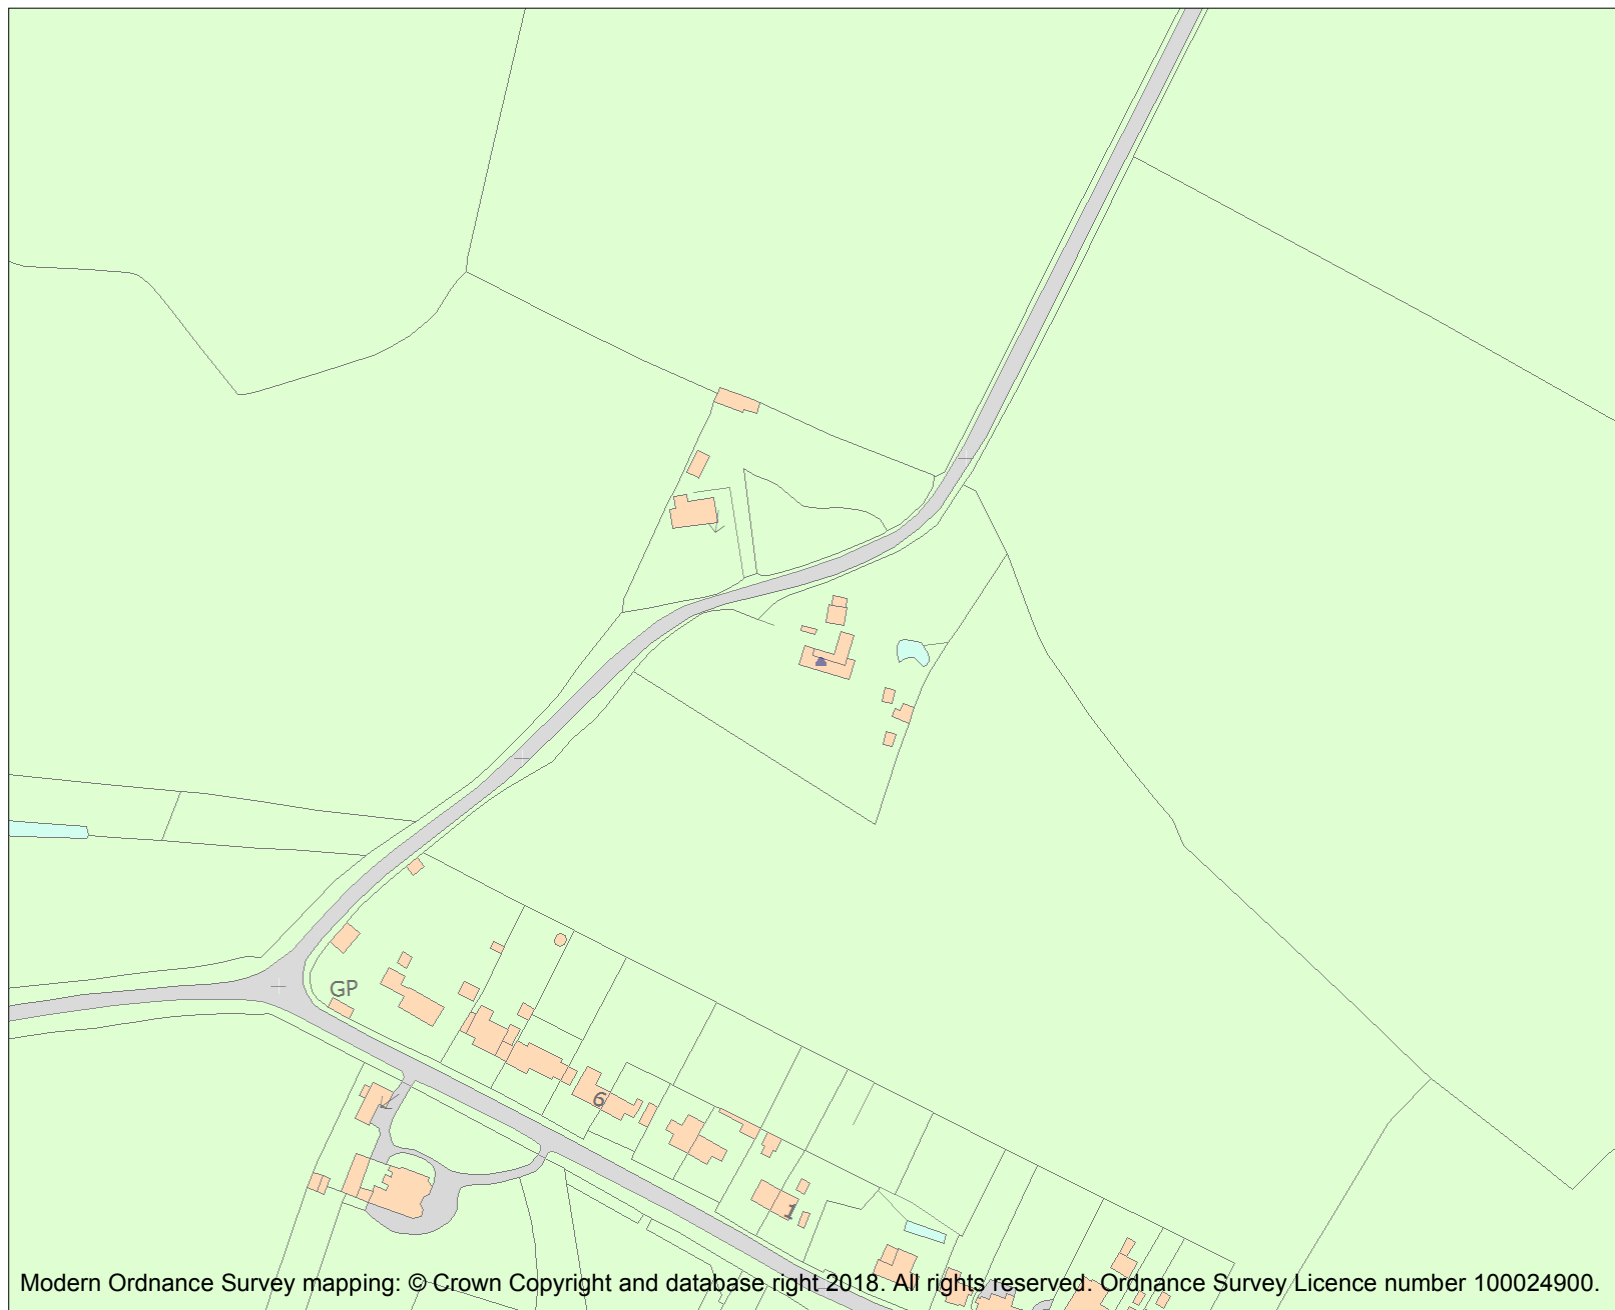 GP
6
1
Modern Ordnance Survey mapping: © Crown Copyright and database right 2018. All rights reserved. Ordnance Survey Licence number 100024900.